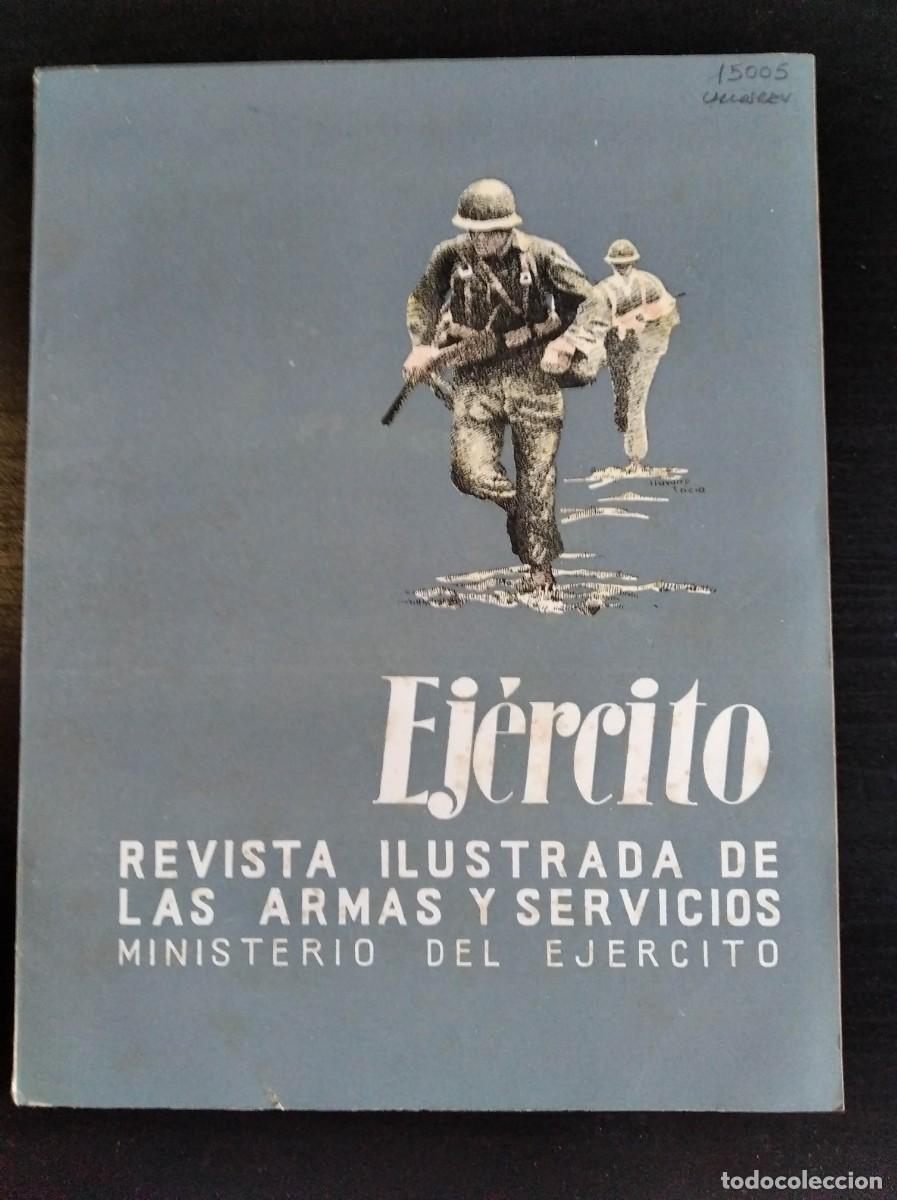 15005
Ejército
REVISTA ILUSTRADA DE
LAS ARMAS Y SERVICIOS
MINISTERIO DEL EJERCITO
todocoleccion